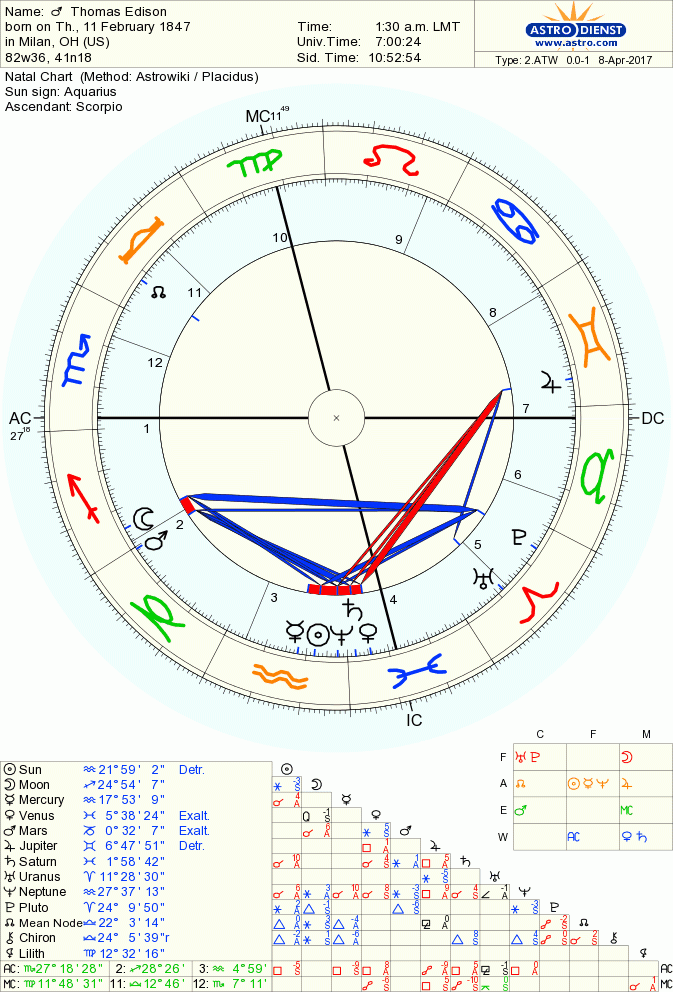 Name: ♂ Thomas Edison
born on Th., 11 February 1847
in Milan, OH (US)
82w36, 41n18
Time: 1:30 a.m. LMT
Univ.Time: 7:00:24
Sid. Time: 10:52:54
ASTRO DIENST
www.astro.com
Type: 2.ATW 0.0-1 8-Apr-2017
Natal Chart (Method: Astrowiki / Placidus)
Sun sign: Aquarius
Ascendant: Scorpio
MC 11 49
10
9
11
8
12
AC
27 18
1
7
DC
6
2
5
3
4
IC
C F M
F ♅ ♇ ☽
A ☊ ☉ ☿ ♆ ♃
E ♂ MC
W AC ♀ ♄
☉ Sun ♒ 21°59' 2" Detr.
☽ Moon ♐ 24°54' 7"
☿ Mercury ♒ 17°53' 9"
♀ Venus ♓ 5°38'24" Exalt.
♂ Mars ♑ 0°32' 7" Exalt.
♃ Jupiter ♊ 6°47'51" Detr.
♄ Saturn ♓ 1°58'42"
♅ Uranus ♈ 11°28'30"
♆ Neptune ♒ 27°37'13"
♇ Pluto ♈ 24° 9'50"
☊ Mean Node ♎ 22° 3'14"
⚷ Chiron ♎ 24° 5'39"r
⚸ Lilith ♈ 12°32'16"
AC: ♏ 27°18'28" 2: ♐ 28°26' 3: ♒ 4°59'
MC: ♍ 11°48'31" 11: ♎ 12°46' 12: ♏ 7°11'